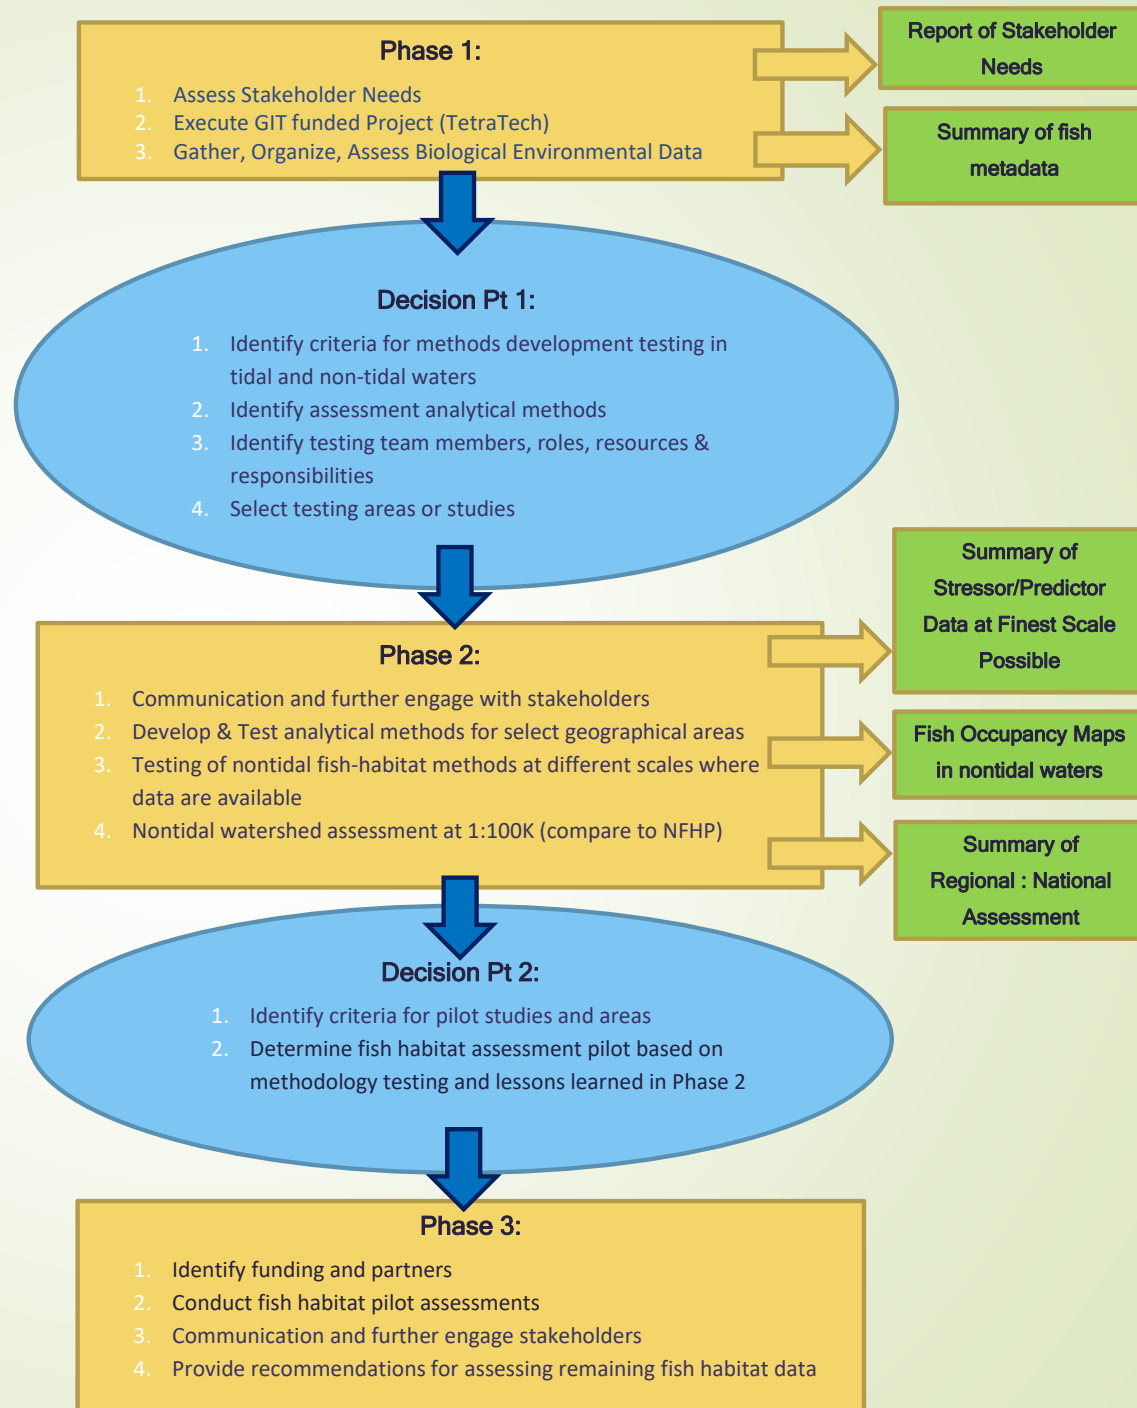 Phase 1:
1. Assess Stakeholder Needs
2. Execute GIT funded Project (TetraTech)
3. Gather, Organize, Assess Biological Environmental Data
Report of Stakeholder
Needs
Summary of fish
metadata
Decision Pt 1:
1. Identify criteria for methods development testing in
tidal and non-tidal waters
2. Identify assessment analytical methods
3. Identify testing team members, roles, resources &
responsibilities
4. Select testing areas or studies
Phase 2:
1. Communication and further engage with stakeholders
2. Develop & Test analytical methods for select geographical areas
3. Testing of nontidal fish-habitat methods at different scales where
data are available
4. Nontidal watershed assessment at 1:100K (compare to NFHP)
Summary of
Stressor/Predictor
Data at Finest Scale
Possible
Fish Occupancy Maps
in nontidal waters
Summary of
Regional : National
Assessment
Decision Pt 2:
1. Identify criteria for pilot studies and areas
2. Determine fish habitat assessment pilot based on
methodology testing and lessons learned in Phase 2
Phase 3:
1. Identify funding and partners
2. Conduct fish habitat pilot assessments
3. Communication and further engage stakeholders
4. Provide recommendations for assessing remaining fish habitat data